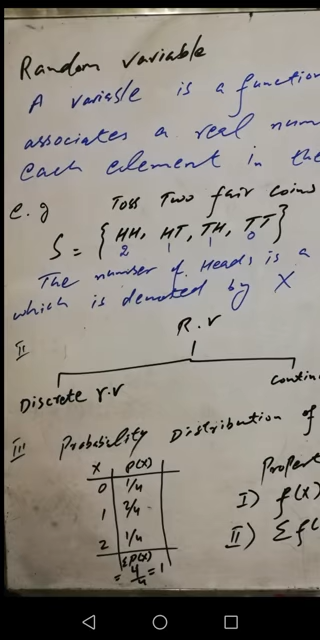 Random variable
A variable is a function
associates a real num
each element in the
e.g Toss Two fair coins
S = { HH, HT, TH, TT }
2 1 1 0
The number of Heads is a
which is denoted by X
II R.V
Discrete r.v contin
III Probability Distribution of
X P(X)
0 1/4
1 2/4
2 1/4
ΣP(X)
= 4/4 = 1
Propert
I) f(x)
II) Σf(